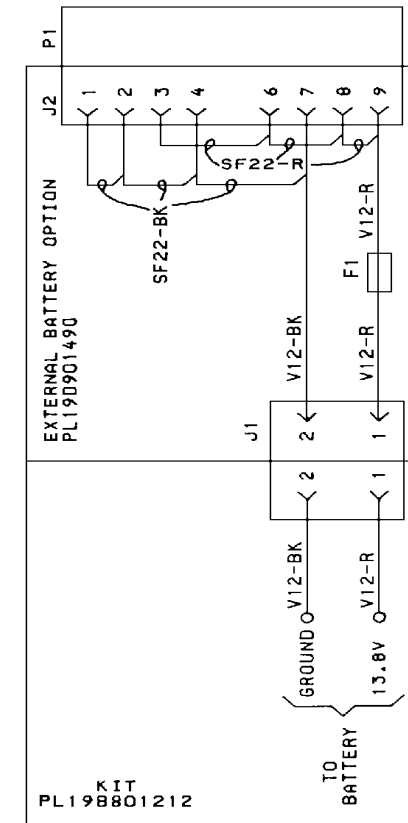 P1
J2
1
2
3
4
6
7
8
9
SF22-R
SF22-BK
EXTERNAL BATTERY OPTION
PL19D901490
V12-R
F1
V12-BK
V12-R
J1
2
1
2
1
V12-BK
V12-R
GROUND
13.8V
TO
BATTERY
KIT
PL19B801212